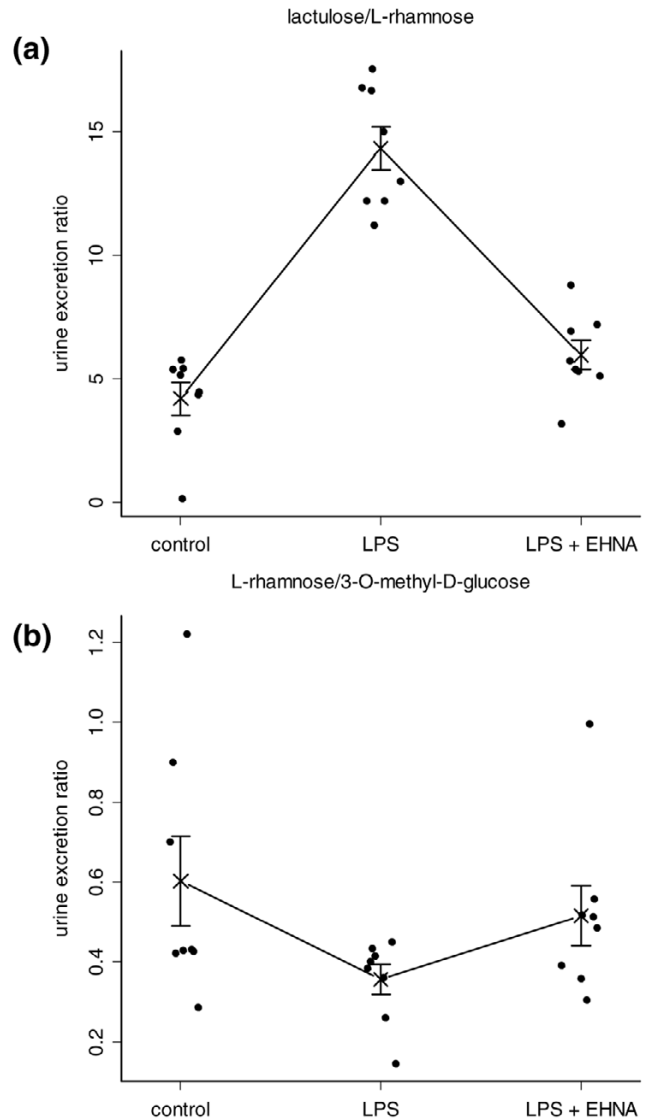 lactulose/L-rhamnose
(a)
15
10
5
0
urine excretion ratio
control LPS LPS + EHNA
L-rhamnose/3-O-methyl-D-glucose
(b)
1.2
1.0
0.8
0.6
0.4
0.2
urine excretion ratio
control LPS LPS + EHNA